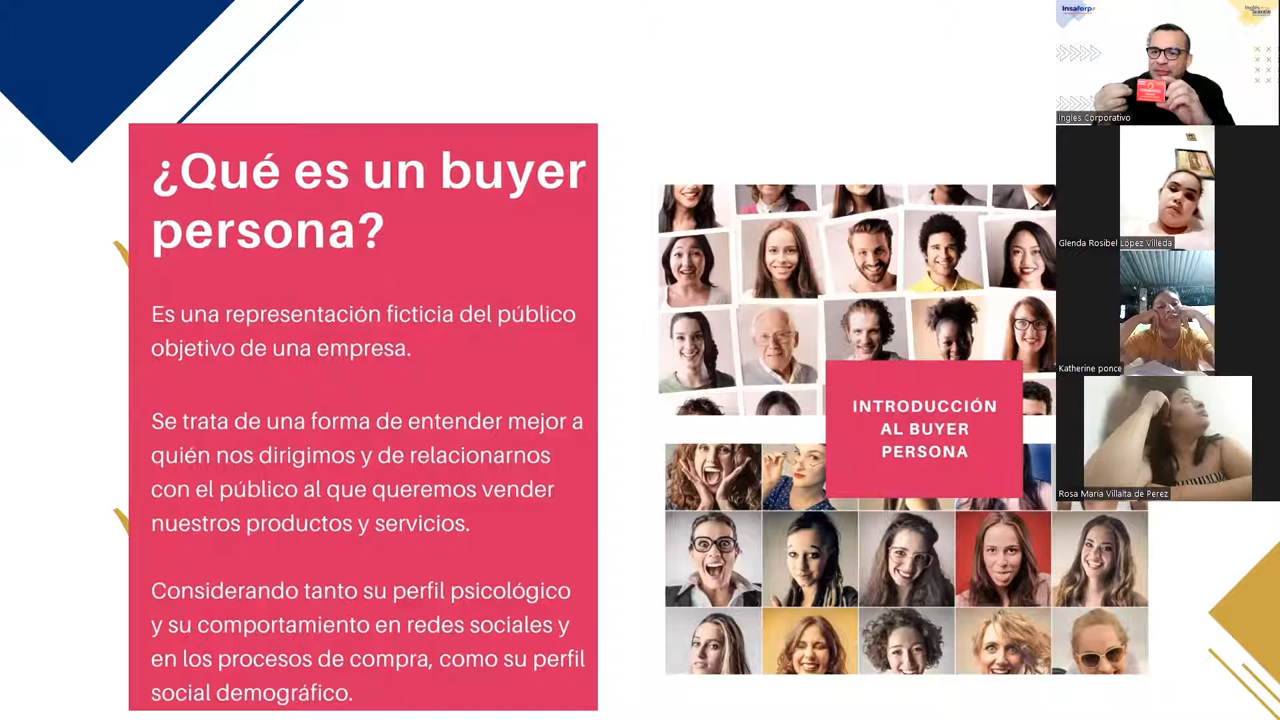 ¿Qué es un buyer
persona?
Es una representación ficticia del público
objetivo de una empresa.
Se trata de una forma de entender mejor a
quién nos dirigimos y de relacionarnos
con el público al que queremos vender
nuestros productos y servicios.
Considerando tanto su perfil psicológico
y su comportamiento en redes sociales y
en los procesos de compra, como su perfil
social demográfico.
INTRODUCCIÓN
AL BUYER
PERSONA
Insaforp
Ingles Corporativo
Glenda Rosibel López Villeda
Katherine ponce
Rosa Maria Villalta de Perez